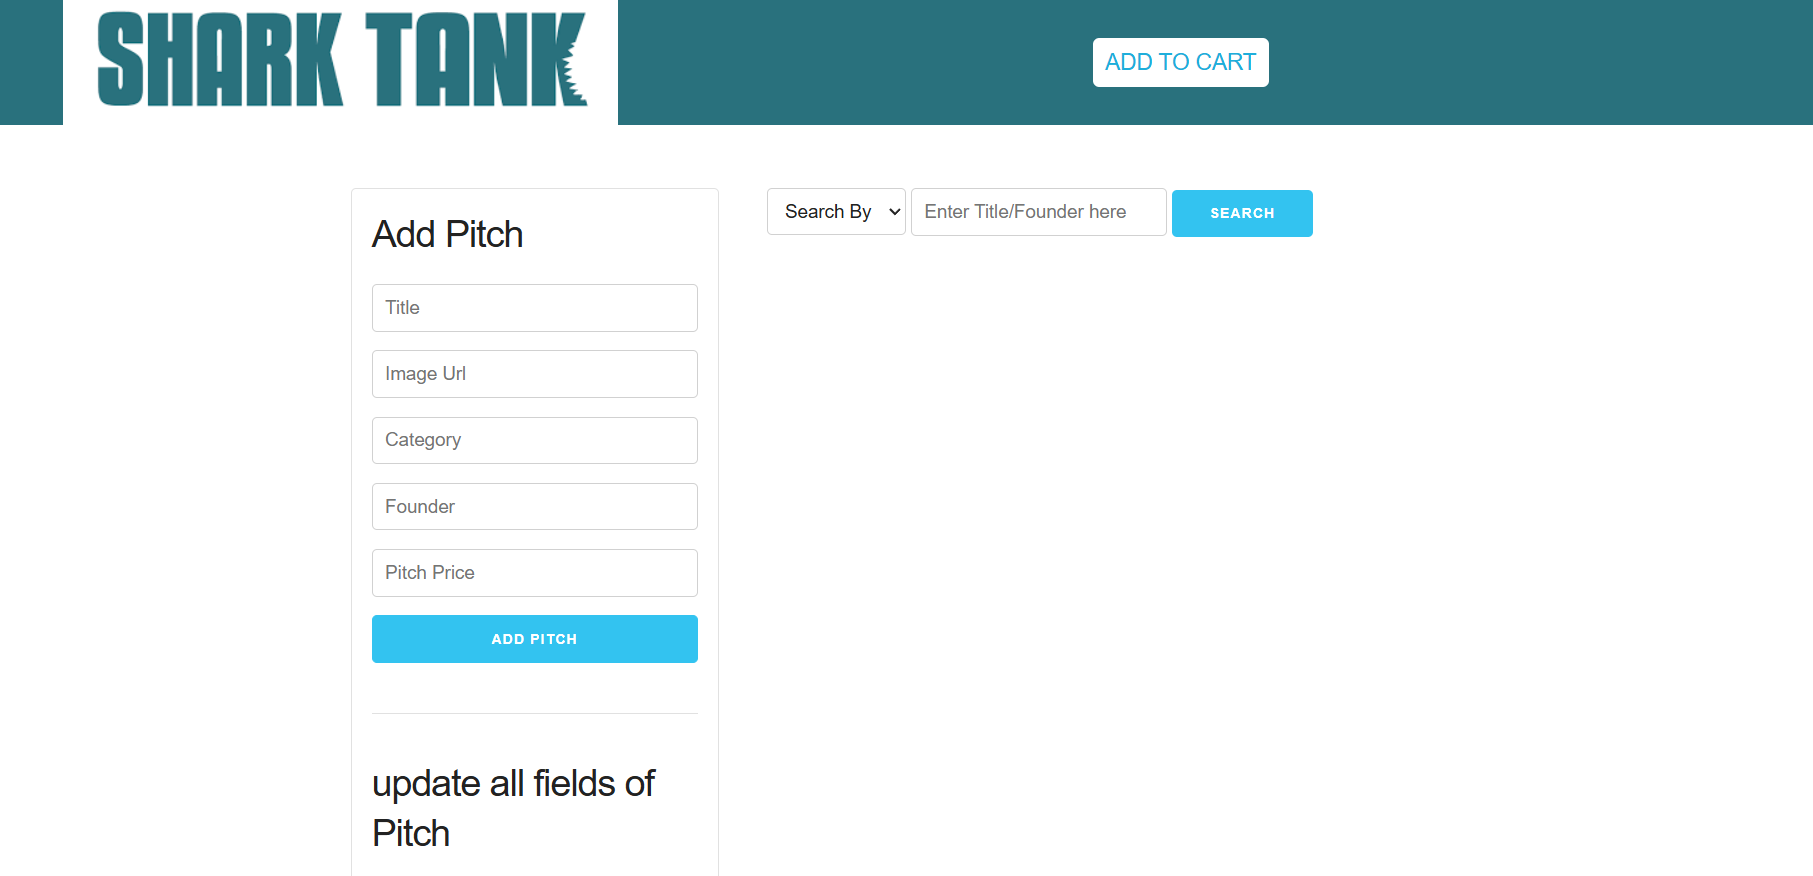 SHARK TANK
ADD TO CART
Add Pitch
Title
Image Url
Category
Founder
Pitch Price
ADD PITCH
update all fields of
Pitch
Search By
Enter Title/Founder here
SEARCH